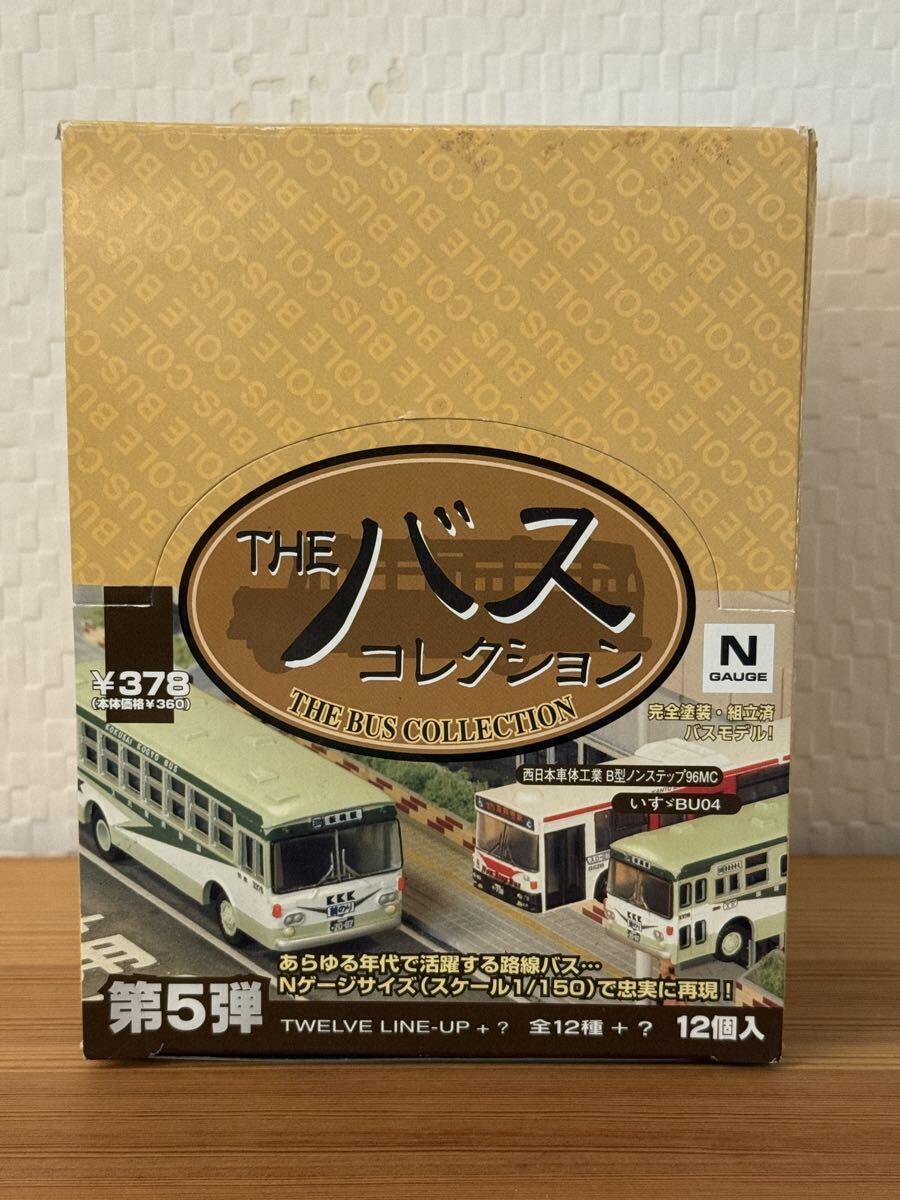 BUS-COLE BUS-COLE BUS-COLE
THE バス
コレクション
THE BUS COLLECTION
N
GAUGE
¥378
(本体価格¥360)
完全塗装・組立済
バスモデル!
西日本車体工業 B型ノンステップ96MC
いすゞBU04
KOKUSAI KOGYO BUS
KKK
あらゆる年代で活躍する路線バス…
Nゲージサイズ(スケール1/150)で忠実に再現!
第5弾
TWELVE LINE-UP + ? 全12種 + ? 12個入